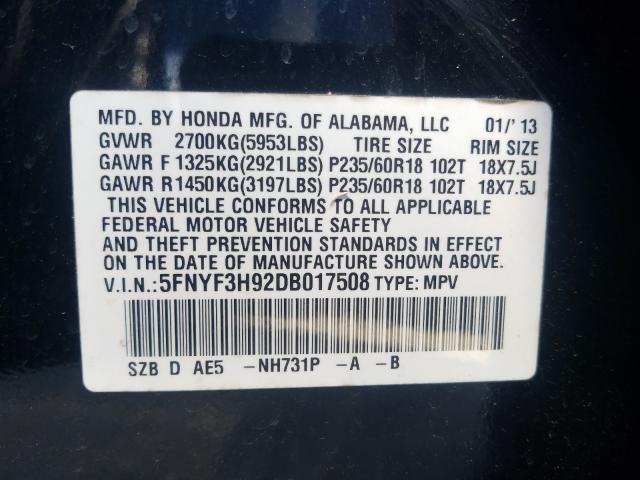 MFD. BY HONDA MFG. OF ALABAMA, LLC 01/'13
GVWR 2700KG(5953LBS) TIRE SIZE RIM SIZE
GAWR F 1325KG(2921LBS) P235/60R18 102T 18X7.5J
GAWR R1450KG(3197LBS) P235/60R18 102T 18X7.5J
THIS VEHICLE CONFORMS TO ALL APPLICABLE
FEDERAL MOTOR VEHICLE SAFETY
AND THEFT PREVENTION STANDARDS IN EFFECT
ON THE DATE OF MANUFACTURE SHOWN ABOVE.
V.I.N.:5FNYF3H92DB017508 TYPE: MPV
SZB D AE5 -NH731P -A -B